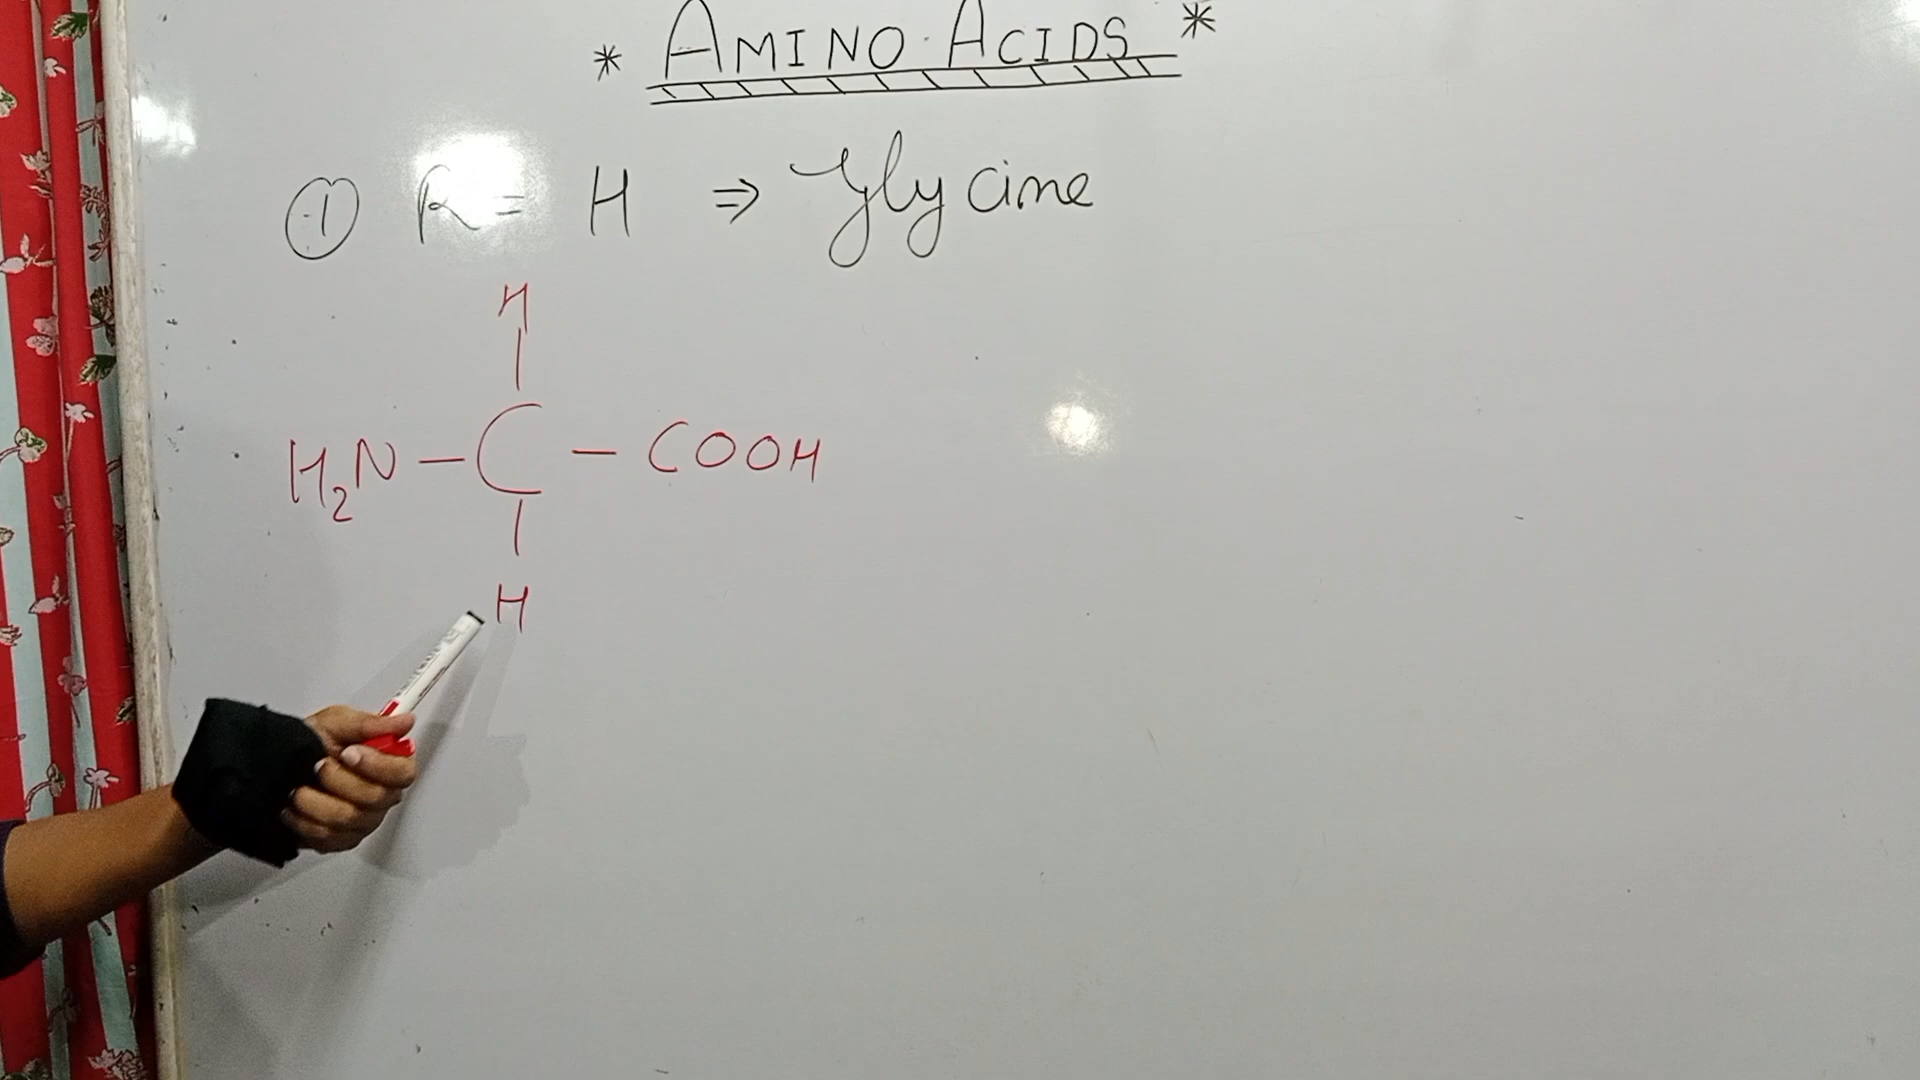 * AMINO ACIDS *
① R = H ⇒ Glycine
H
H₂N — C — COOH
H